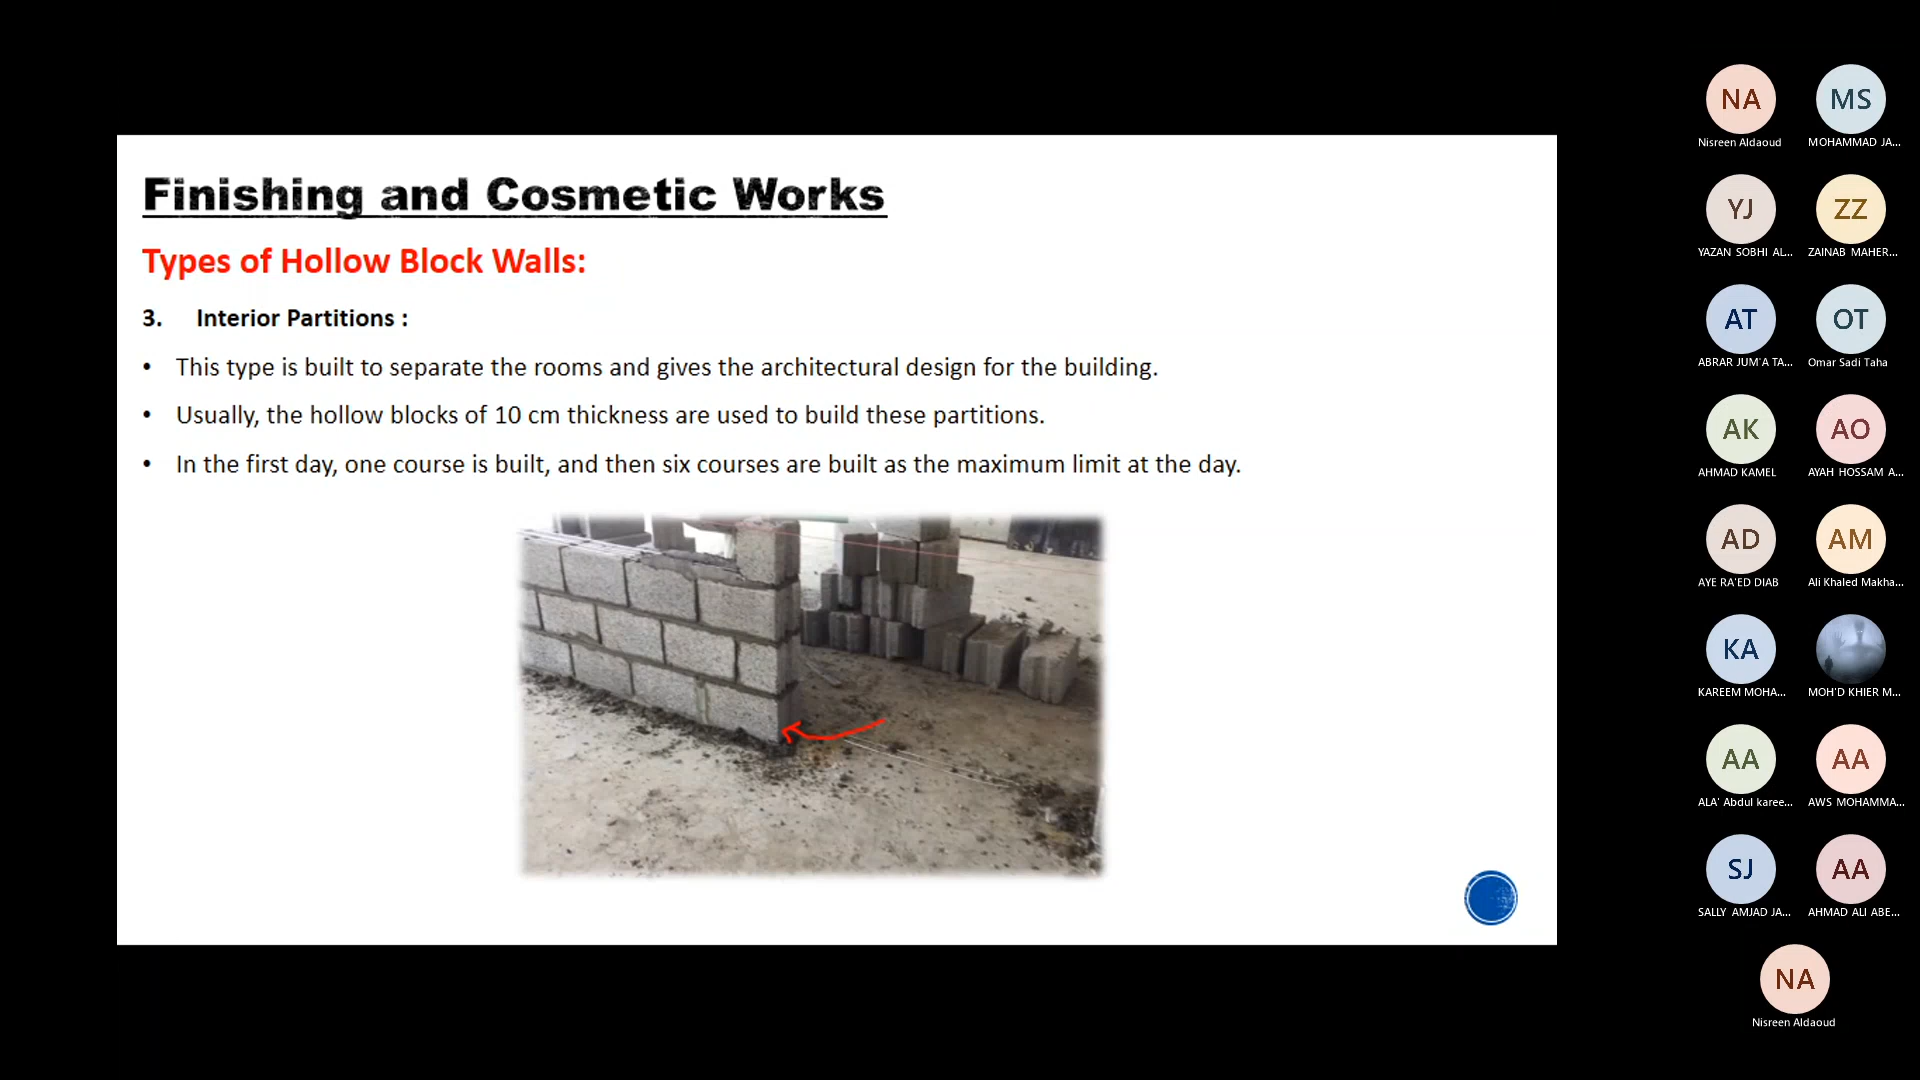 Finishing and Cosmetic Works
Types of Hollow Block Walls:
3. Interior Partitions :
• This type is built to separate the rooms and gives the architectural design for the building.
• Usually, the hollow blocks of 10 cm thickness are used to build these partitions.
• In the first day, one course is built, and then six courses are built as the maximum limit at the day.
NA
Nisreen Aldaoud
MS
MOHAMMAD JA...
YJ
YAZAN SOBHI AL...
ZZ
ZAINAB MAHER...
AT
ABRAR JUM'A TA...
OT
Omar Sadi Taha
AK
AHMAD KAMEL
AO
AYAH HOSSAM A...
AD
AYE RA'ED DIAB
AM
Ali Khaled Makha...
KA
KAREEM MOHA...
MOH'D KHIER M...
AA
ALA' Abdul karee...
AA
AWS MOHAMMA...
SJ
SALLY AMJAD JA...
AA
AHMAD ALI ABE...
NA
Nisreen Aldaoud